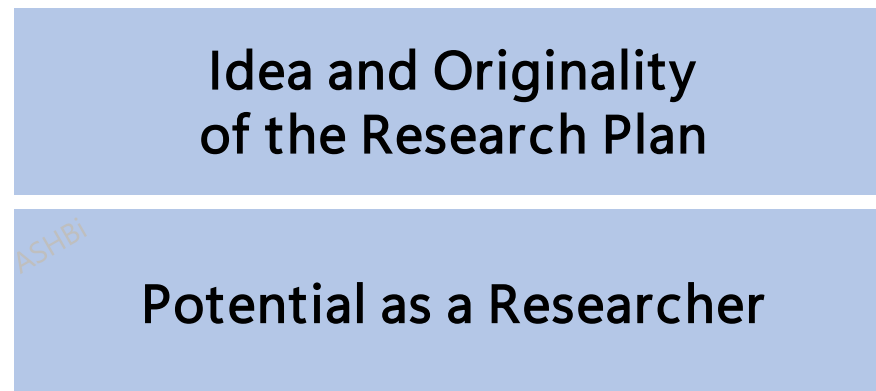 Idea and Originality
of the Research Plan
ASHBi
Potential as a Researcher